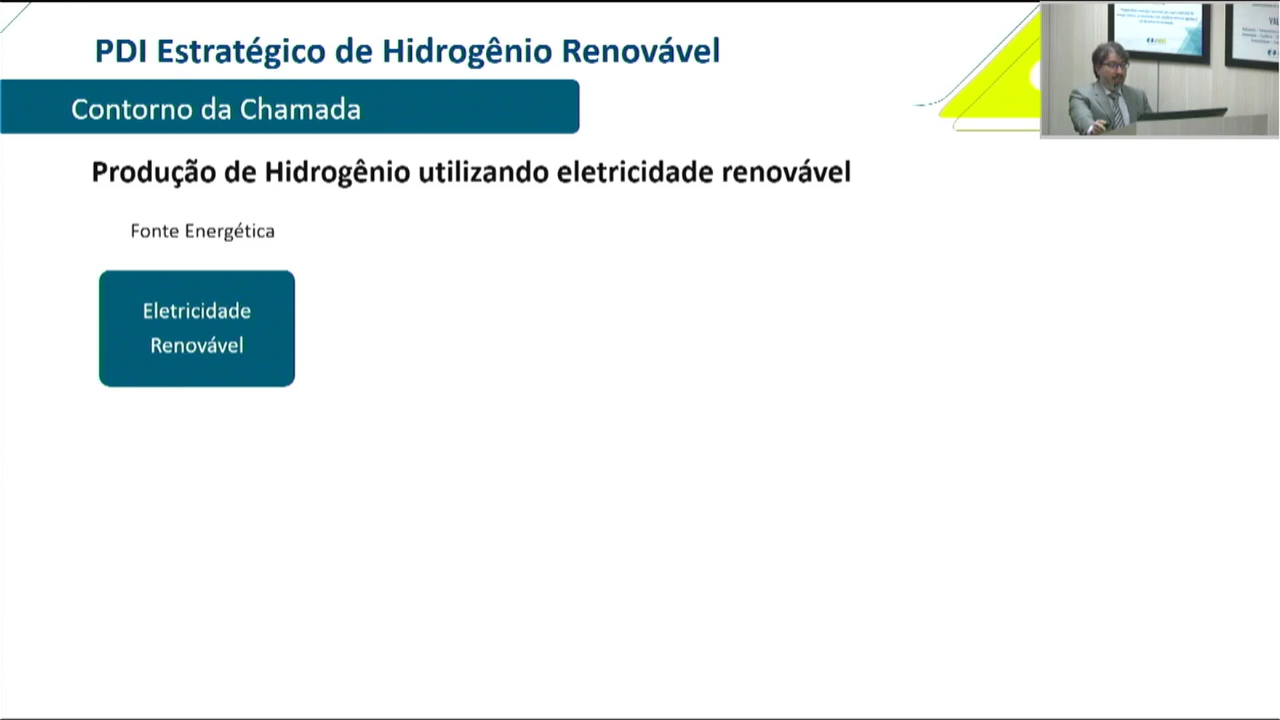 PDI Estratégico de Hidrogênio Renovável
Contorno da Chamada
Produção de Hidrogênio utilizando eletricidade renovável
Fonte Energética
Eletricidade
Renovável